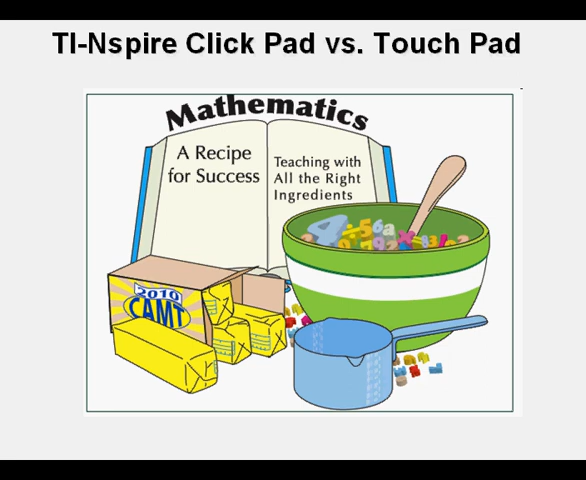 TI-Nspire Click Pad vs. Touch Pad
Mathematics
A Recipe
for Success
Teaching with
All the Right
Ingredients
2010
CAMT